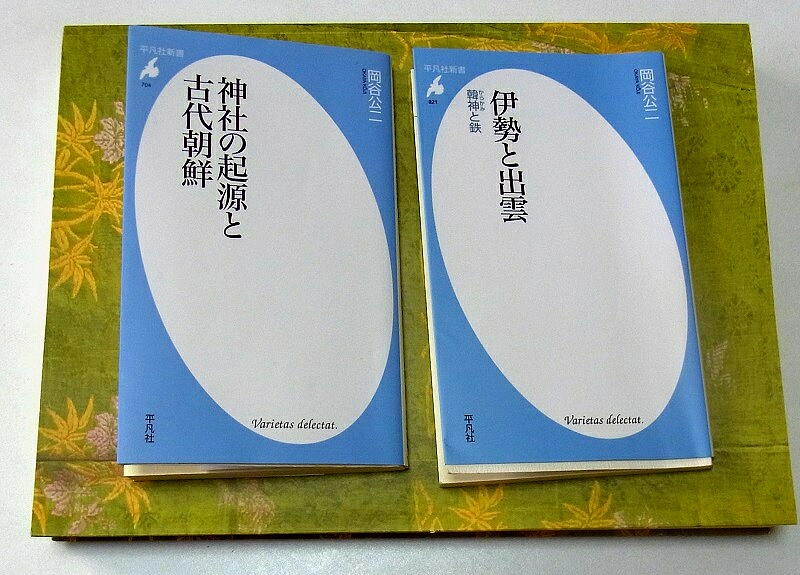 平凡社新書
704
岡谷公二
神社の起源と
古代朝鮮
Varietas delectat.
平凡社
平凡社新書
821
岡谷公二
伊勢と出雲
韓神と鉄
からかみ
Varietas delectat.
平凡社